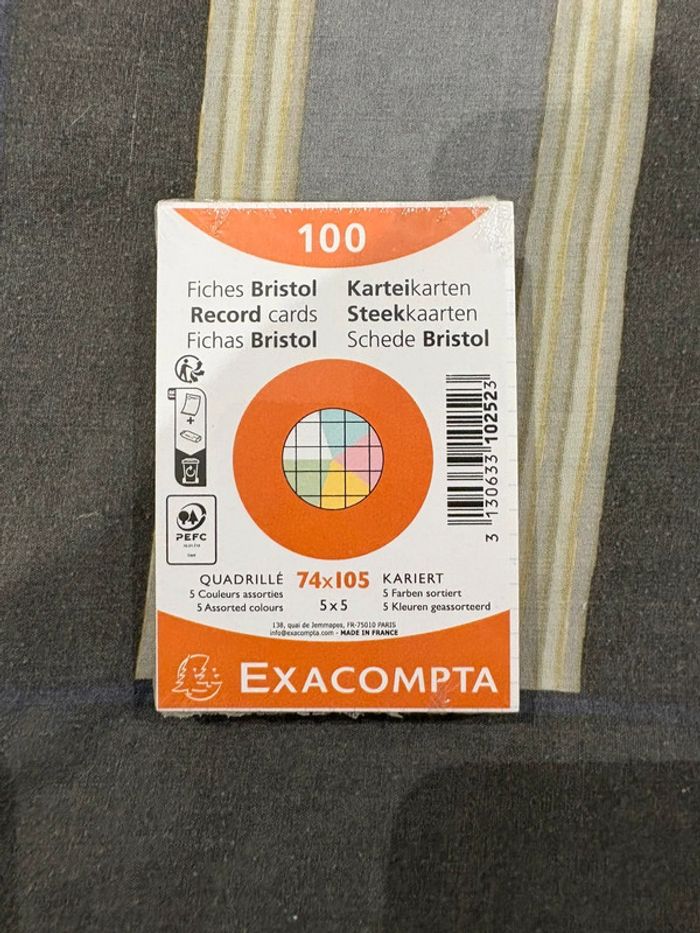 100
Fiches Bristol
Record cards
Fichas Bristol
Karteikarten
Steekkaarten
Schede Bristol
3 130633 102523
+
PEFC
QUADRILLÉ
5 Couleurs assorties
5 Assorted colours
74x105
5 x 5
KARIERT
5 Farben sortiert
5 Kleuren geassorteerd
138, quai de Jemmapes, FR-75010 PARIS
info@exacompta.com - MADE IN FRANCE
EXACOMPTA